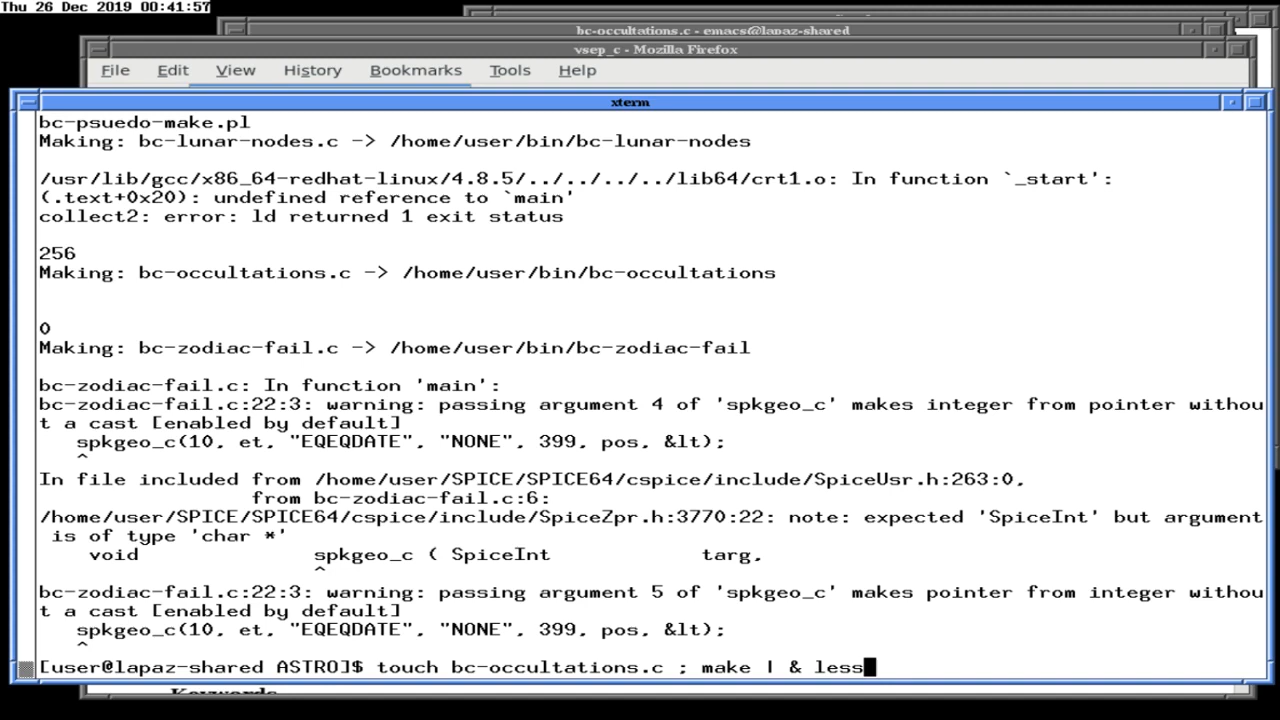 Thu 26 Dec 2019 00:41:57
bc-occultations.c - emacs@lapaz-shared
vsep_c - Mozilla Firefox
File Edit View History Bookmarks Tools Help
xterm
bc-psuedo-make.pl
Making: bc-lunar-nodes.c -> /home/user/bin/bc-lunar-nodes
/usr/lib/gcc/x86_64-redhat-linux/4.8.5/../../../../lib64/crt1.o: In function `_start':
(.text+0x20): undefined reference to `main'
collect2: error: ld returned 1 exit status
256
Making: bc-occultations.c -> /home/user/bin/bc-occultations
0
Making: bc-zodiac-fail.c -> /home/user/bin/bc-zodiac-fail
bc-zodiac-fail.c: In function 'main':
bc-zodiac-fail.c:22:3: warning: passing argument 4 of 'spkgeo_c' makes integer from pointer withou
t a cast [enabled by default]
spkgeo_c(10, et, "EQEQDATE", "NONE", 399, pos, &lt);
^
In file included from /home/user/SPICE/SPICE64/cspice/include/SpiceUsr.h:263:0,
from bc-zodiac-fail.c:6:
/home/user/SPICE/SPICE64/cspice/include/SpiceZpr.h:3770:22: note: expected 'SpiceInt' but argument
is of type 'char *'
void spkgeo_c ( SpiceInt targ,
^
bc-zodiac-fail.c:22:3: warning: passing argument 5 of 'spkgeo_c' makes pointer from integer withou
t a cast [enabled by default]
spkgeo_c(10, et, "EQEQDATE", "NONE", 399, pos, &lt);
^
[user@lapaz-shared ASTRO]$ touch bc-occultations.c ; make | & less
Keywords